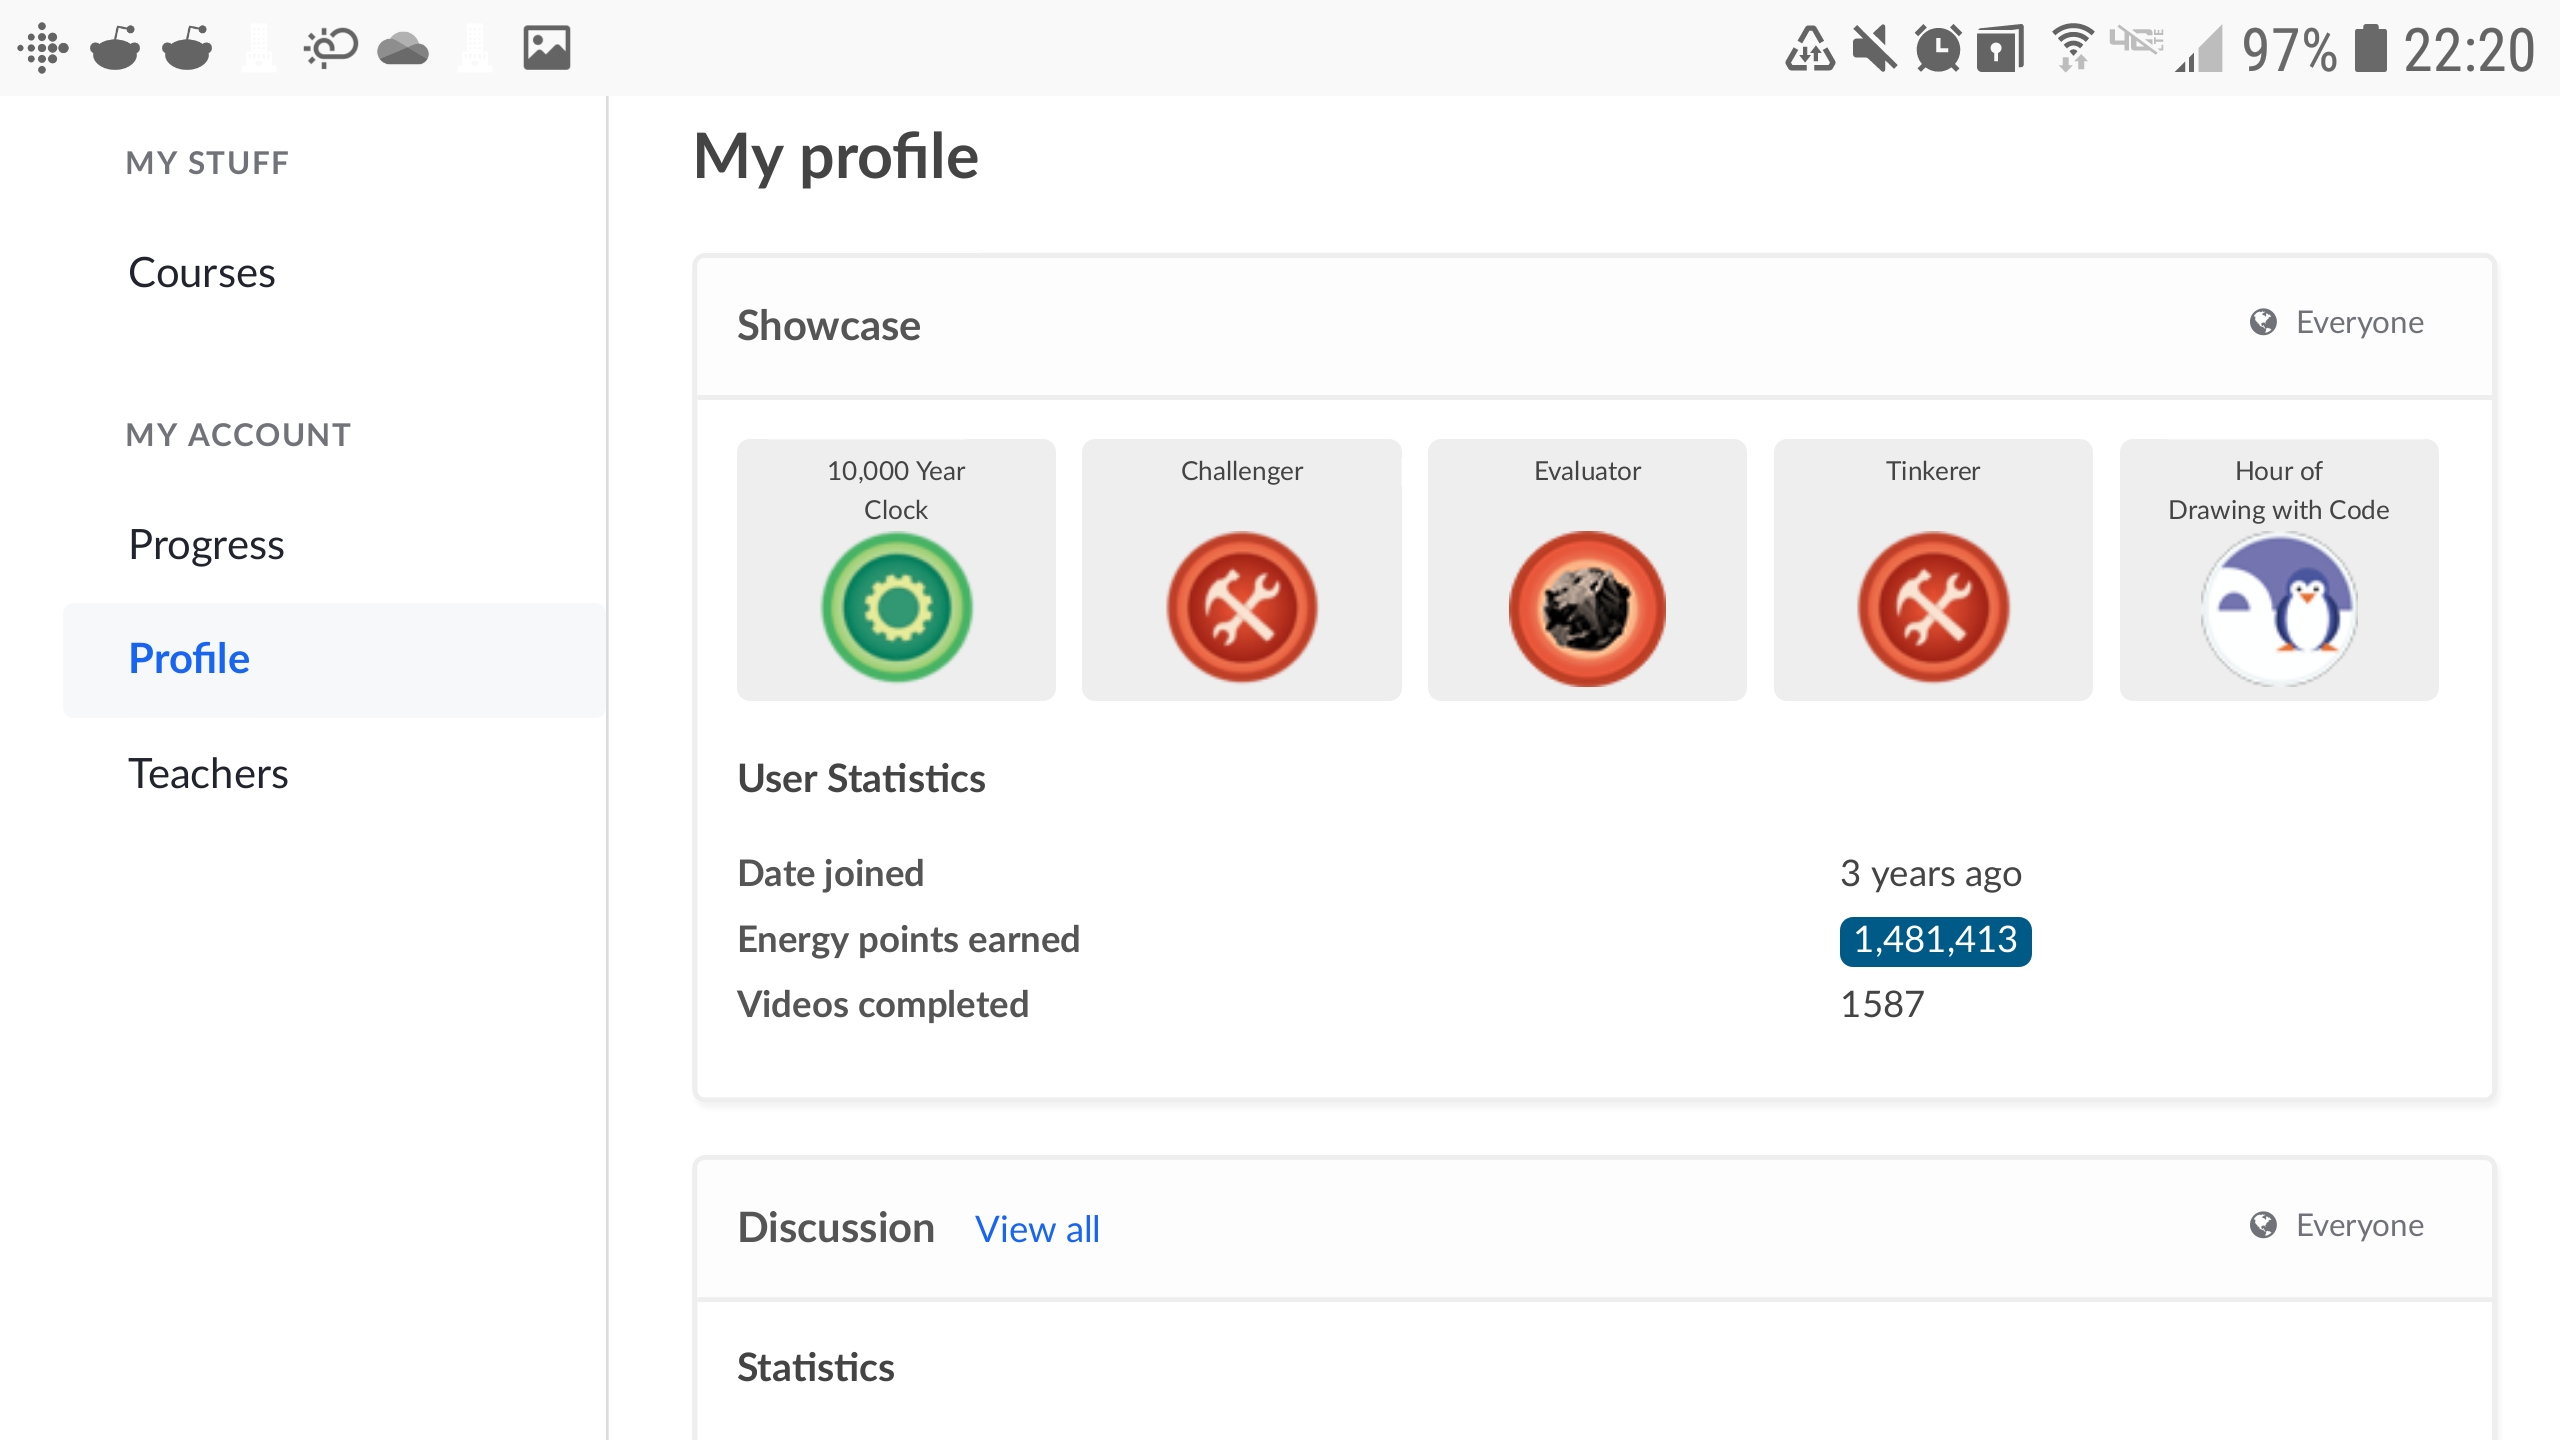 97% 22:20
MY STUFF
Courses
MY ACCOUNT
Progress
Profile
Teachers
My profile
Showcase
Everyone
10,000 Year
Clock
Challenger
Evaluator
Tinkerer
Hour of
Drawing with Code
User Statistics
Date joined 3 years ago
Energy points earned 1,481,413
Videos completed 1587
Discussion View all
Everyone
Statistics